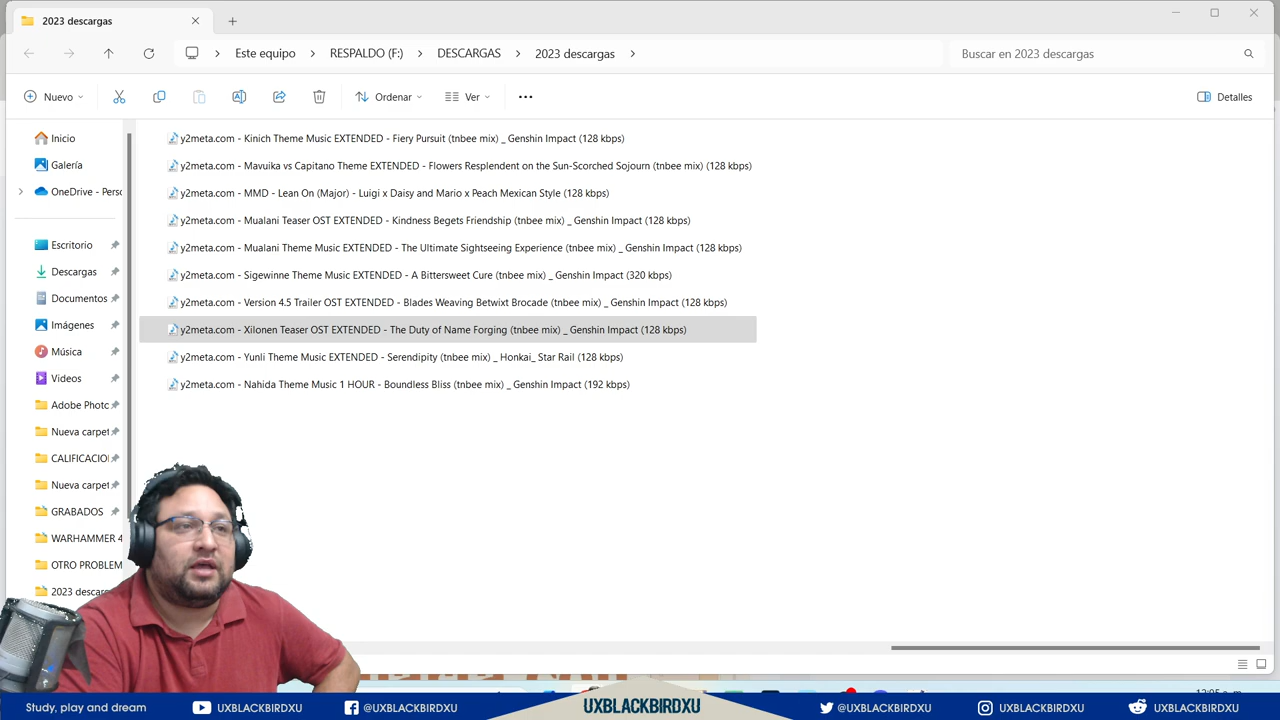 2023 descargas
Este equipo > RESPALDO (F:) > DESCARGAS > 2023 descargas >
Buscar en 2023 descargas
Nuevo
Ordenar
Ver
Detalles
Inicio
Galería
OneDrive - Perso
Escritorio
Descargas
Documentos
Imágenes
Música
Videos
Adobe Photo
Nueva carpet
CALIFICACIO
Nueva carpet
GRABADOS
WARHAMMER 4
OTRO PROBLEM
2023 descarg
y2meta.com - Kinich Theme Music EXTENDED - Fiery Pursuit (tnbee mix) _ Genshin Impact (128 kbps)
y2meta.com - Mavuika vs Capitano Theme EXTENDED - Flowers Resplendent on the Sun-Scorched Sojourn (tnbee mix) (128 kbps)
y2meta.com - MMD - Lean On (Major) - Luigi x Daisy and Mario x Peach Mexican Style (128 kbps)
y2meta.com - Mualani Teaser OST EXTENDED - Kindness Begets Friendship (tnbee mix) _ Genshin Impact (128 kbps)
y2meta.com - Mualani Theme Music EXTENDED - The Ultimate Sightseeing Experience (tnbee mix) _ Genshin Impact (128 kbps)
y2meta.com - Sigewinne Theme Music EXTENDED - A Bittersweet Cure (tnbee mix) _ Genshin Impact (320 kbps)
y2meta.com - Version 4.5 Trailer OST EXTENDED - Blades Weaving Betwixt Brocade (tnbee mix) _ Genshin Impact (128 kbps)
y2meta.com - Xilonen Teaser OST EXTENDED - The Duty of Name Forging (tnbee mix) _ Genshin Impact (128 kbps)
y2meta.com - Yunli Theme Music EXTENDED - Serendipity (tnbee mix) _ Honkai_ Star Rail (128 kbps)
y2meta.com - Nahida Theme Music 1 HOUR - Boundless Bliss (tnbee mix) _ Genshin Impact (192 kbps)
Study, play and dream
UXBLACKBIRDXU
@UXBLACKBIRDXU
UXBLACKBIRDXU
@UXBLACKBIRDXU
UXBLACKBIRDXU
UXBLACKBIRDXU